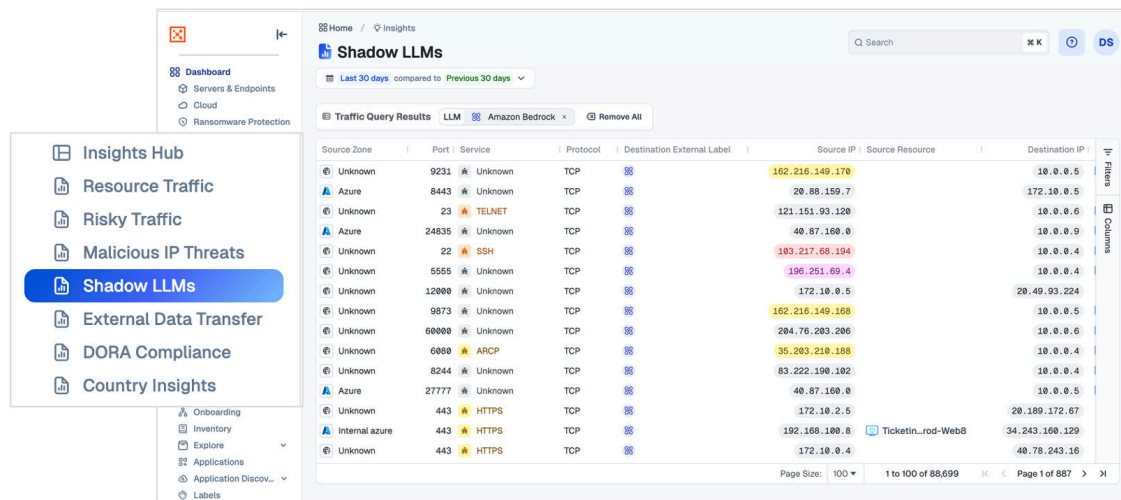 Home / Insights
Shadow LLMs
Search
⌘ K
DS
Last 30 days compared to Previous 30 days
Dashboard
Servers & Endpoints
Cloud
Ransomware Protection
Insights Hub
Resource Traffic
Risky Traffic
Malicious IP Threats
Shadow LLMs
External Data Transfer
DORA Compliance
Country Insights
Onboarding
Inventory
Explore
Applications
Application Discov...
Labels
Traffic Query Results LLM Amazon Bedrock × Remove All
Source Zone Port Service Protocol Destination External Label Source IP Source Resource Destination IP
Unknown 9231 Unknown TCP 162.216.149.170 10.0.0.5
Azure 8443 Unknown TCP 20.88.159.7 172.10.0.5
Unknown 23 TELNET TCP 121.151.93.120 10.0.0.6
Azure 24835 Unknown TCP 40.87.160.0 10.0.0.9
Unknown 22 SSH TCP 103.217.68.194 10.0.0.4
Unknown 5555 Unknown TCP 196.251.69.4 10.0.0.4
Unknown 12000 Unknown TCP 172.10.0.5 20.49.93.224
Unknown 9873 Unknown TCP 162.216.149.168 10.0.0.5
Unknown 60000 Unknown TCP 204.76.203.206 10.0.0.6
Unknown 6080 ARCP TCP 35.203.210.188 10.0.0.4
Unknown 8244 Unknown TCP 83.222.190.102 10.0.0.4
Azure 27777 Unknown TCP 40.87.160.0 10.0.0.5
Unknown 443 HTTPS TCP 172.10.2.5 20.189.172.67
Internal azure 443 HTTPS TCP 192.168.100.8 Ticketin...rod-Web8 34.243.160.129
Unknown 443 HTTPS TCP 172.10.0.4 40.78.243.16
Filters
Columns
Page Size: 100 1 to 100 of 88,699 Page 1 of 887